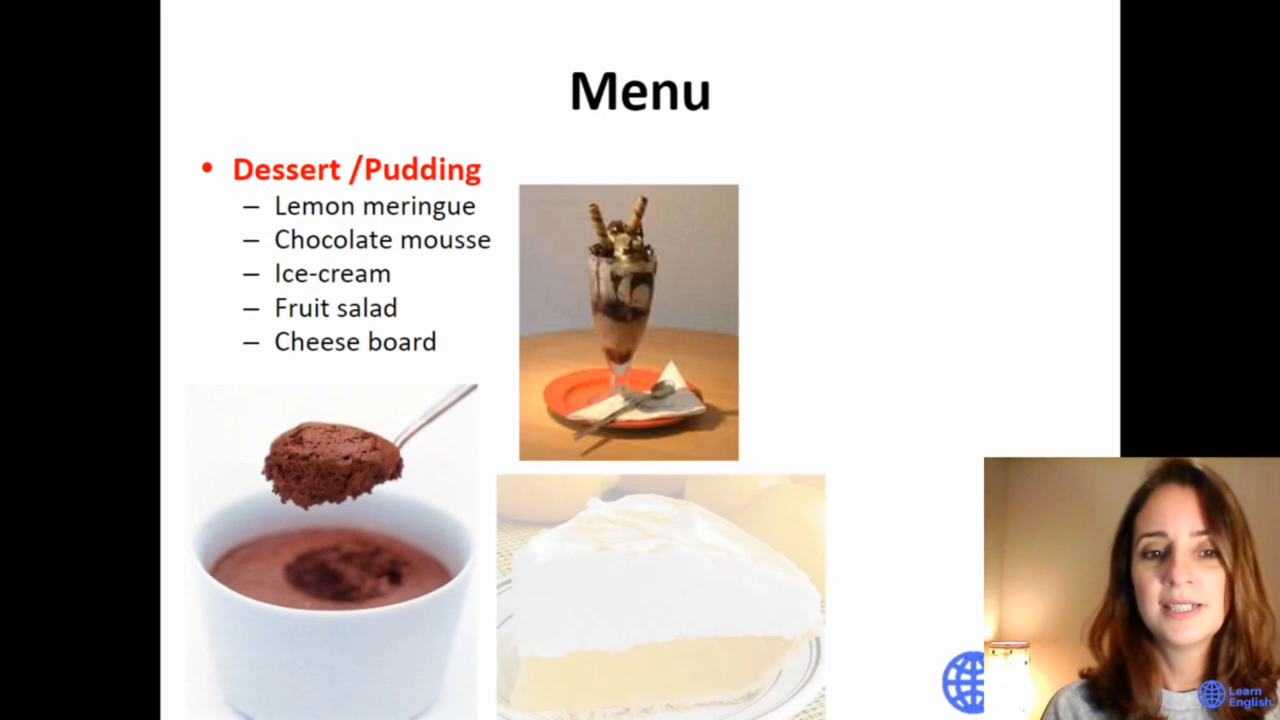 Menu
• Dessert /Pudding
– Lemon meringue
– Chocolate mousse
– Ice-cream
– Fruit salad
– Cheese board
Learn
English